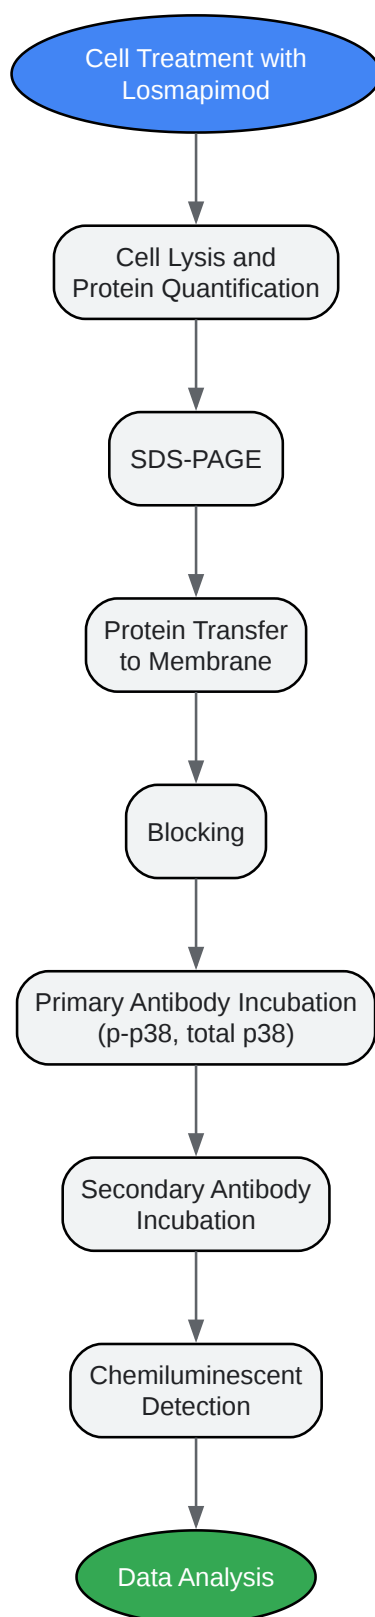 Cell Treatment with
Losmapimod
Cell Lysis and
Protein Quantification
SDS-PAGE
Protein Transfer
to Membrane
Blocking
Primary Antibody Incubation
(p-p38, total p38)
Secondary Antibody
Incubation
Chemiluminescent
Detection
Data Analysis